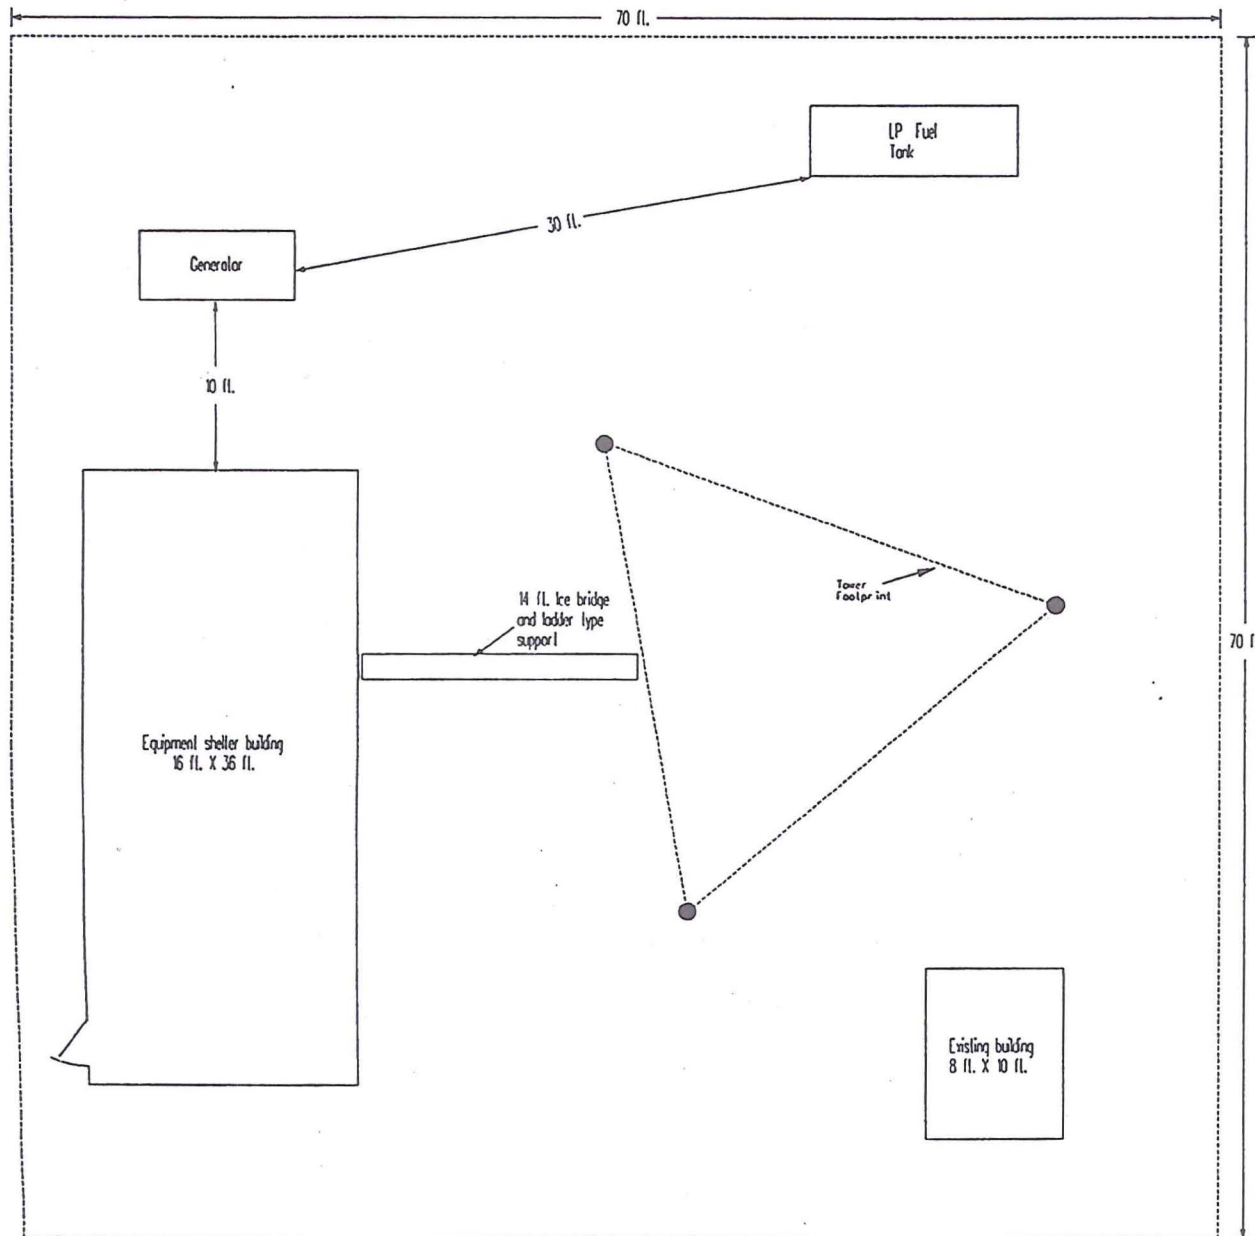 70 ft.
LP Fuel
Tank
30 ft.
Generator
10 ft.
Tower
Footprint
14 ft. Ice bridge
and ladder type
support
70 f
Equipment shelter building
16 ft. X 36 ft.
Existing building
8 ft. X 10 ft.